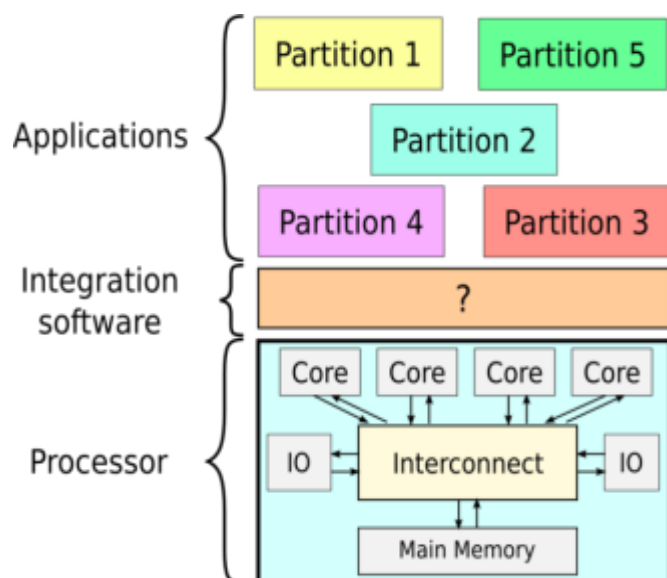 Applications
Partition 1
Partition 5
Partition 2
Partition 4
Partition 3
Integration
software
?
Processor
Core
Core
Core
Core
IO
Interconnect
IO
Main Memory